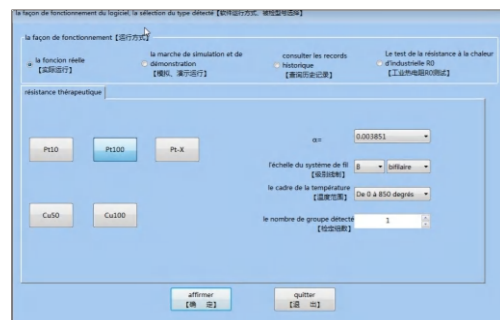 la façon de fonctionnement du logiciel, la sélection du type détecté【软件运行方式、被检型号选择】
la façon de fonctionnement【运行方式】
la foncion réelle
【实际运行】
la marche de simulation et de
démonstration
【模拟、演示运行】
consulter les records
historique
【查询历史记录】
Le test de la résistance à la chaleur
d'industrielle R0
【工业热电阻R0测试】
résistance thérapeutique
Pt10
Pt100
Pt-X
Cu50
Cu100
α=
0.003851
l'échelle du système de fil
【级别线制】
B
bifilaire
le cadre de la température
【温度范围】
De 0 à 850 degrés
le nombre de groupe détecté
【检定组数】
1
affirmer
【确 定】
quitter
【退 出】